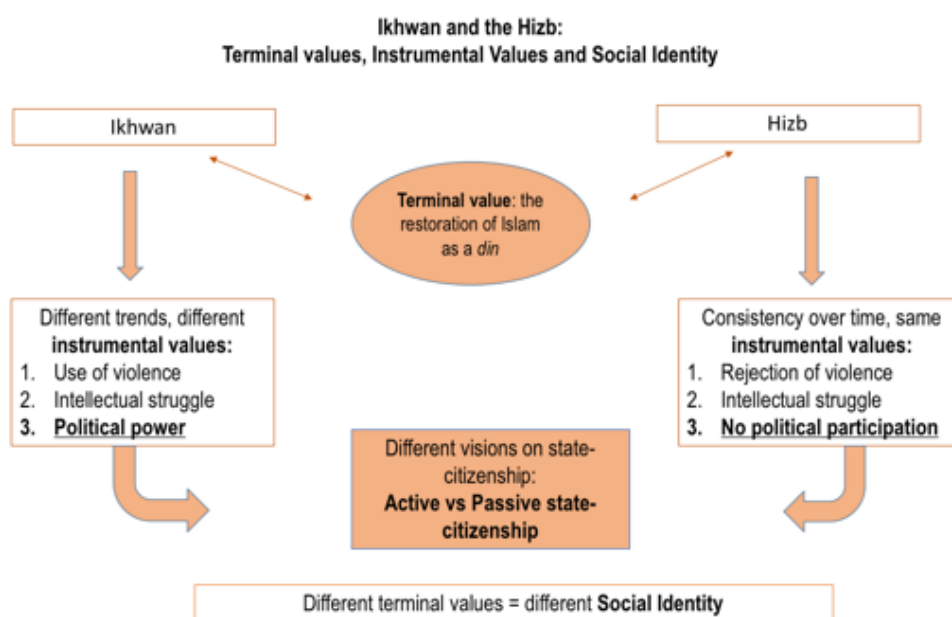 Ikhwan and the Hizb:
Terminal values, Instrumental Values and Social Identity
Ikhwan
Hizb
Terminal value: the
restoration of Islam
as a din
Different trends, different
instrumental values:
1. Use of violence
2. Intellectual struggle
3. Political power
Consistency over time, same
instrumental values:
1. Rejection of violence
2. Intellectual struggle
3. No political participation
Different visions on state-
citizenship:
Active vs Passive state-
citizenship
Different terminal values = different Social Identity